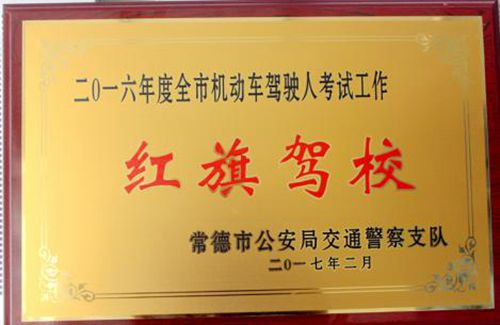 二〇一六年度全市机动车驾驶人考试工作
红旗驾校
常德市公安局交通警察支队
二〇一七年二月